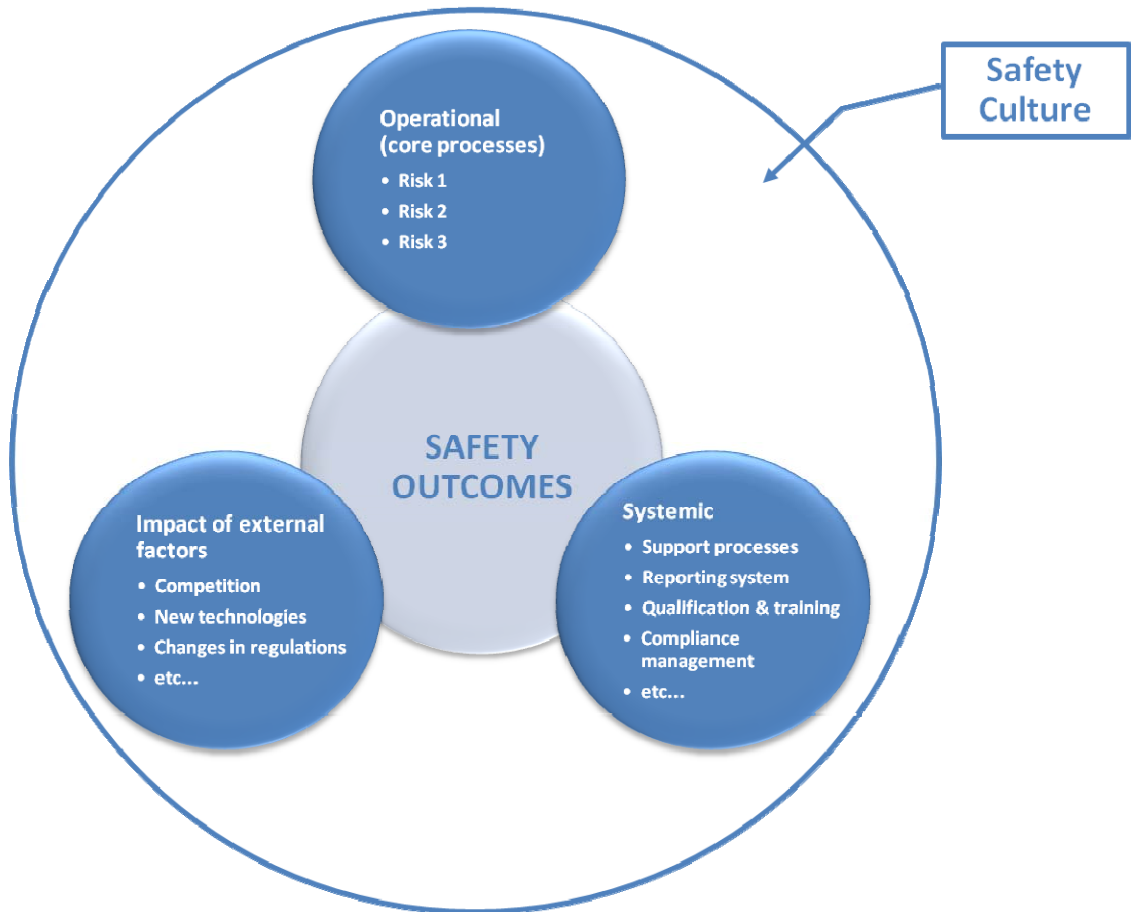 Safety
Culture
Operational
(core processes)
• Risk 1
• Risk 2
• Risk 3
SAFETY
OUTCOMES
Impact of external
factors
• Competition
• New technologies
• Changes in regulations
• etc...
Systemic
• Support processes
• Reporting system
• Qualification & training
• Compliance
management
• etc...